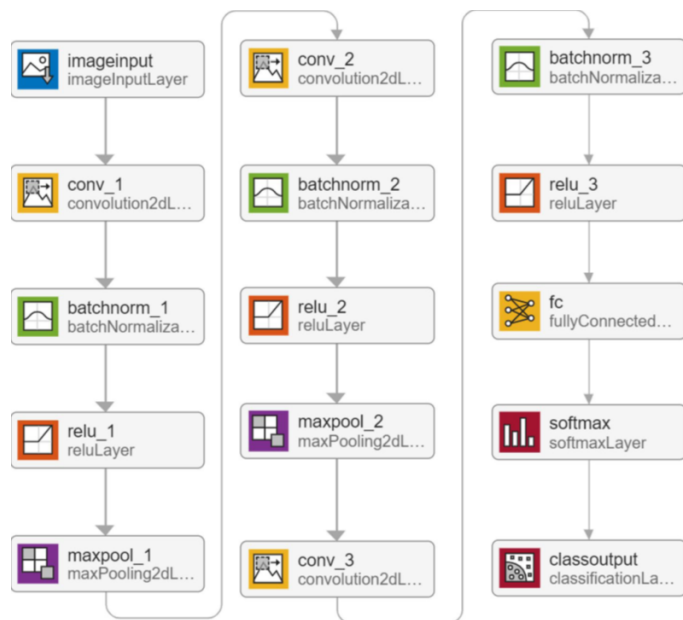 imageinput
imageInputLayer
conv_1
convolution2dL...
batchnorm_1
batchNormaliza...
relu_1
reluLayer
maxpool_1
maxPooling2dL...
conv_2
convolution2dL...
batchnorm_2
batchNormaliza...
relu_2
reluLayer
maxpool_2
maxPooling2dL...
conv_3
convolution2dL...
batchnorm_3
batchNormaliza...
relu_3
reluLayer
fc
fullyConnected...
softmax
softmaxLayer
classoutput
classificationLa...